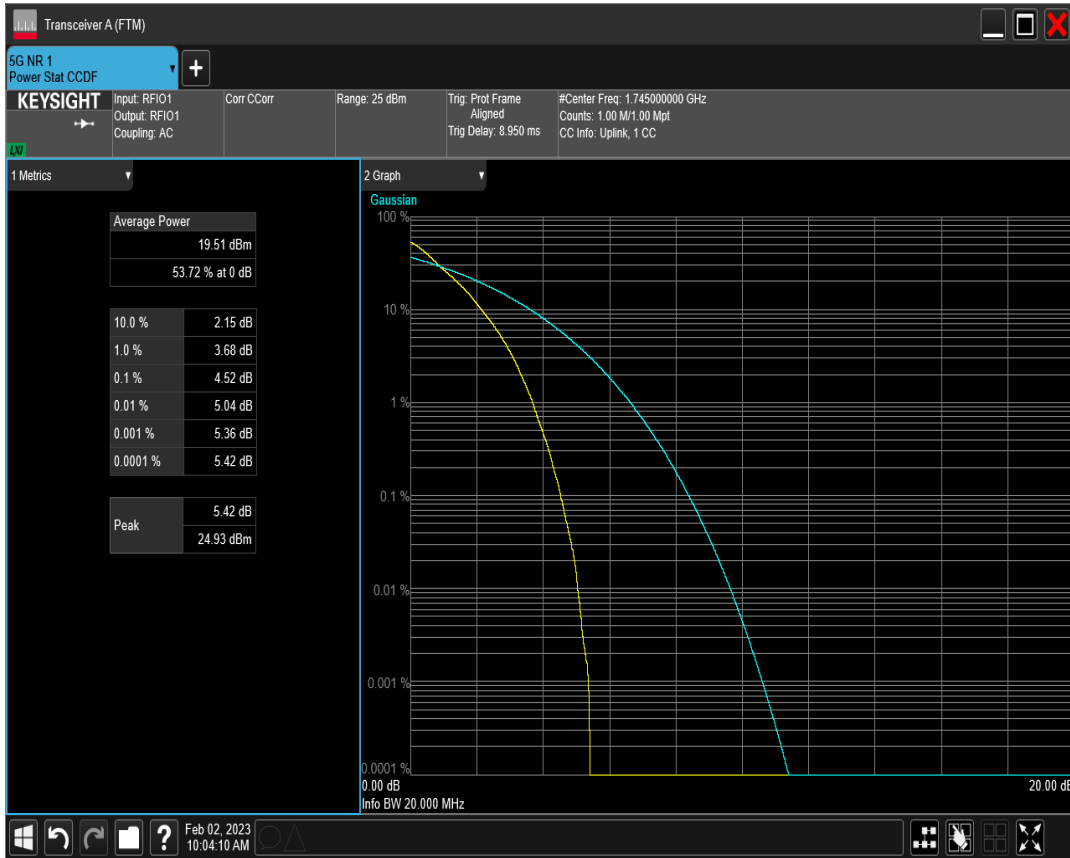 Transceiver A (FTM)
5G NR 1
Power Stat CCDF
KEYSIGHT
LXI
Input: RFIO1
Output: RFIO1
Coupling: AC
Corr CCorr
Range: 25 dBm
Trig: Prot Frame
Aligned
Trig Delay: 8.950 ms
#Center Freq: 1.745000000 GHz
Counts: 1.00 M/1.00 Mpt
CC Info: Uplink, 1 CC
1 Metrics
Average Power
19.51 dBm
53.72 % at 0 dB
10.0 % 2.15 dB
1.0 % 3.68 dB
0.1 % 4.52 dB
0.01 % 5.04 dB
0.001 % 5.36 dB
0.0001 % 5.42 dB
Peak 5.42 dB
24.93 dBm
2 Graph
Gaussian
100 %
10 %
1 %
0.1 %
0.01 %
0.001 %
0.0001 %
0.00 dB 20.00 dB
Info BW 20.000 MHz
? Feb 02, 2023
10:04:10 AM